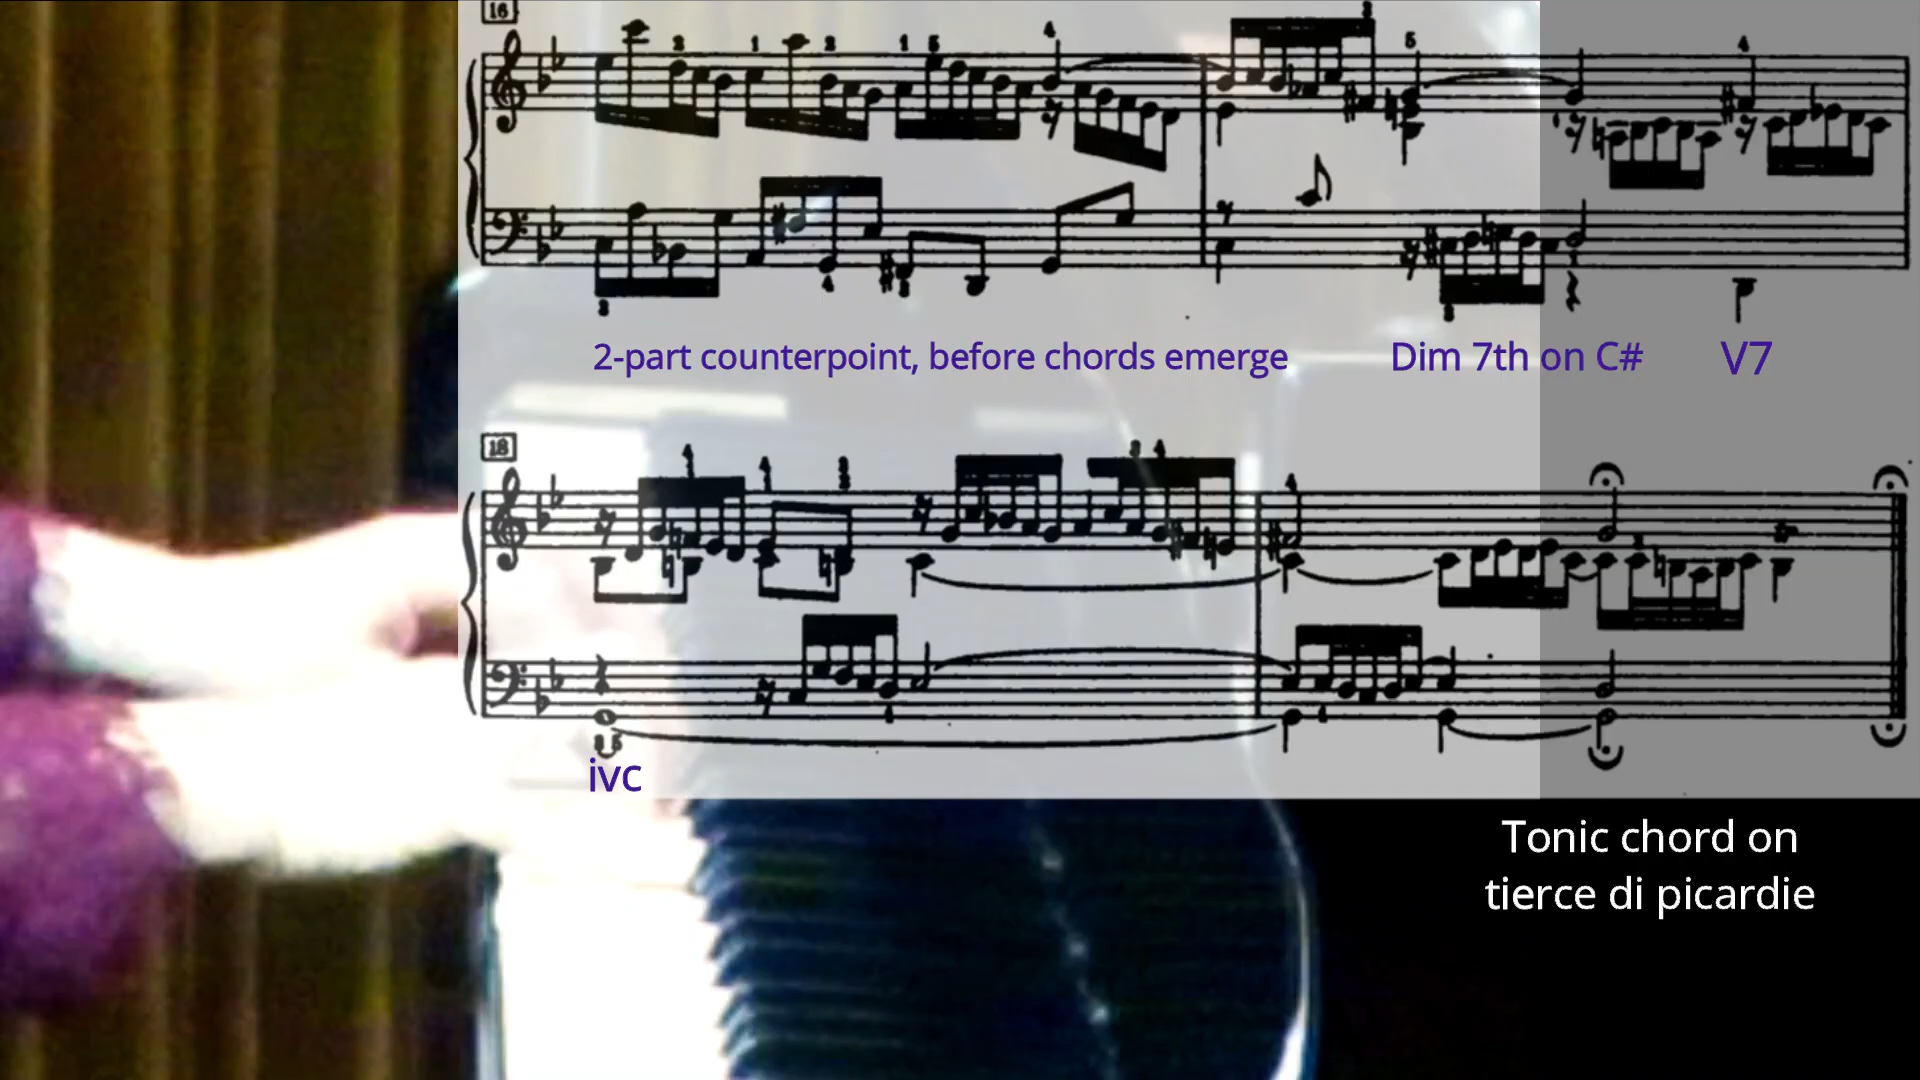 16
2-part counterpoint, before chords emerge
Dim 7th on C#
V7
18
ivc
Tonic chord on
tierce di picardie